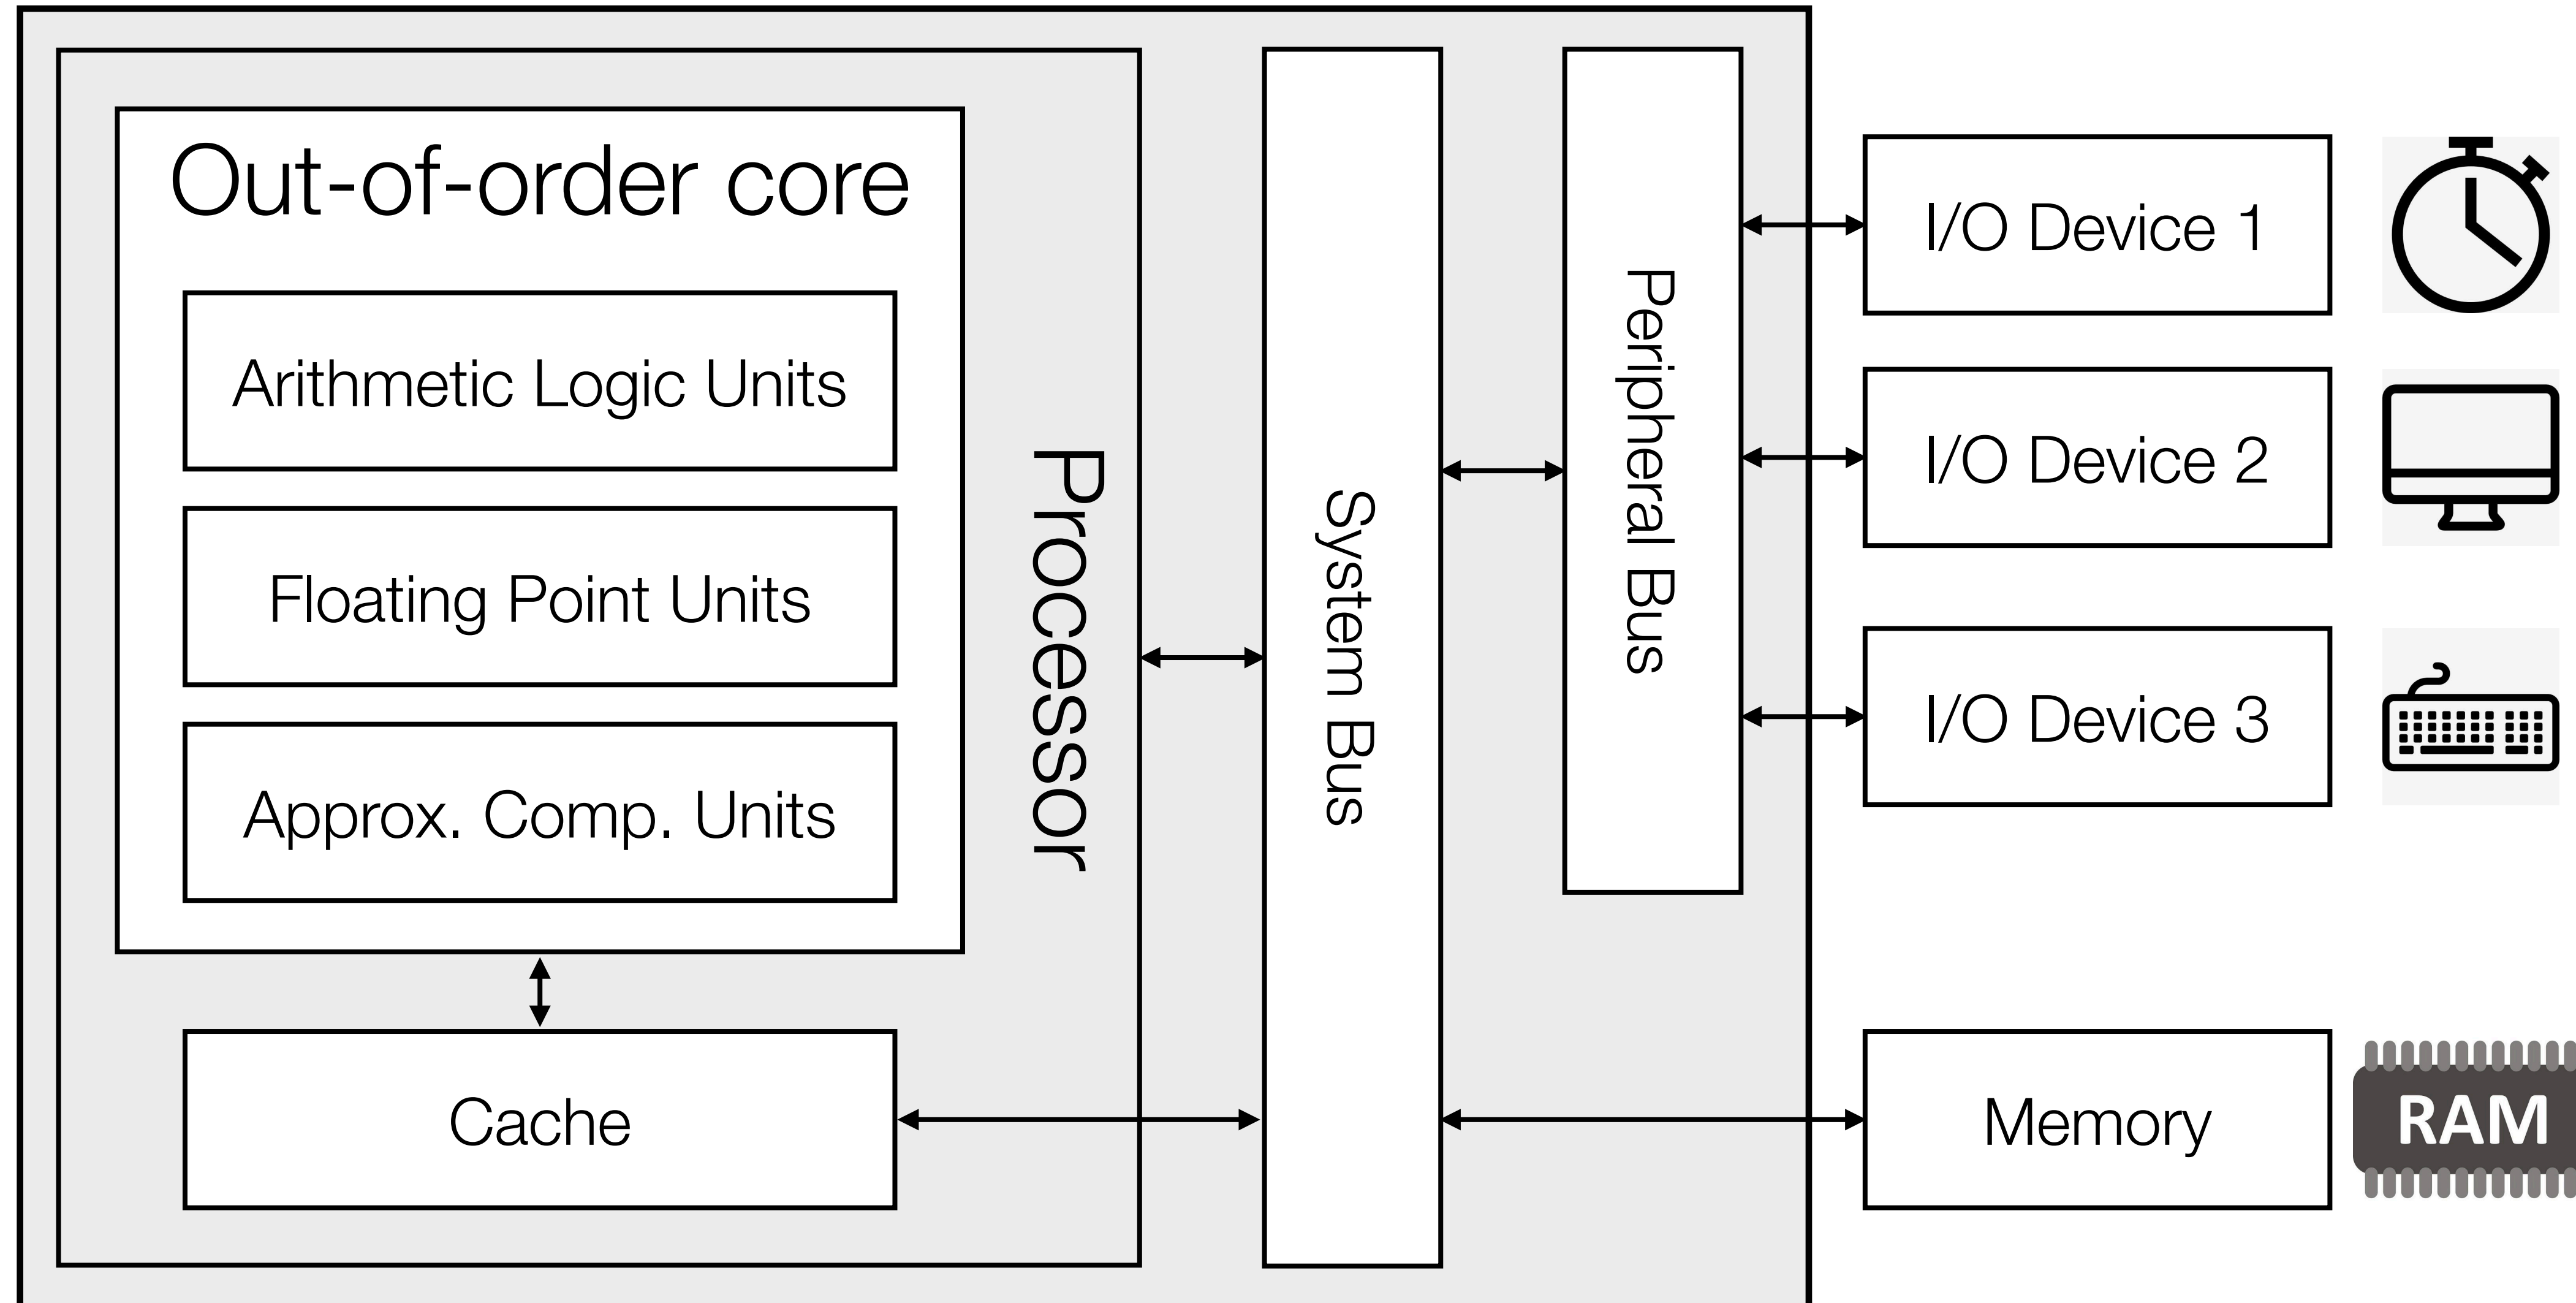 Out-of-order core
Arithmetic Logic Units
Floating Point Units
Approx. Comp. Units
Cache
Processor
System Bus
Peripheral Bus
I/O Device 1
I/O Device 2
I/O Device 3
Memory
RAM